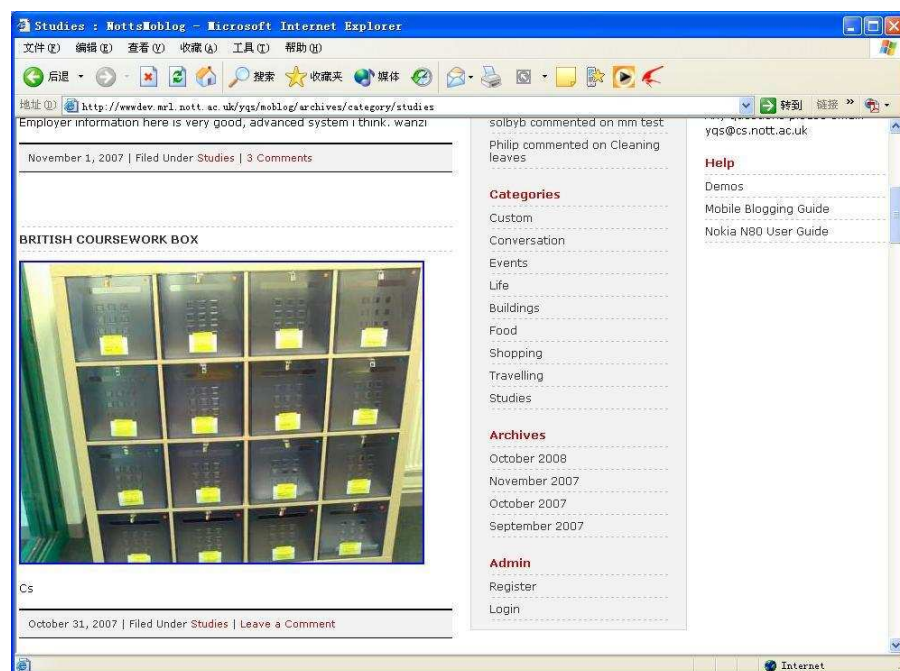 Studies : NottsMoblog - Microsoft Internet Explorer
文件(F) 编辑(E) 查看(V) 收藏(A) 工具(T) 帮助(H)
后退 搜索 收藏夹 媒体
地址(D) http://wwwdev.mrl.nott.ac.uk/yqs/moblog/archives/category/studies 转到 链接 »
Employer information here is very good, advanced system i think. wanzi
November 1, 2007 | Filed Under Studies | 3 Comments
BRITISH COURSEWORK BOX
Cs
October 31, 2007 | Filed Under Studies | Leave a Comment
solbyb commented on mm test
Philip commented on Cleaning
leaves
Categories
Custom
Conversation
Events
Life
Buildings
Food
Shopping
Travelling
Studies
Archives
October 2008
November 2007
October 2007
September 2007
Admin
Register
Login
yqs@cs.nott.ac.uk
Help
Demos
Mobile Blogging Guide
Nokia N80 User Guide
Internet